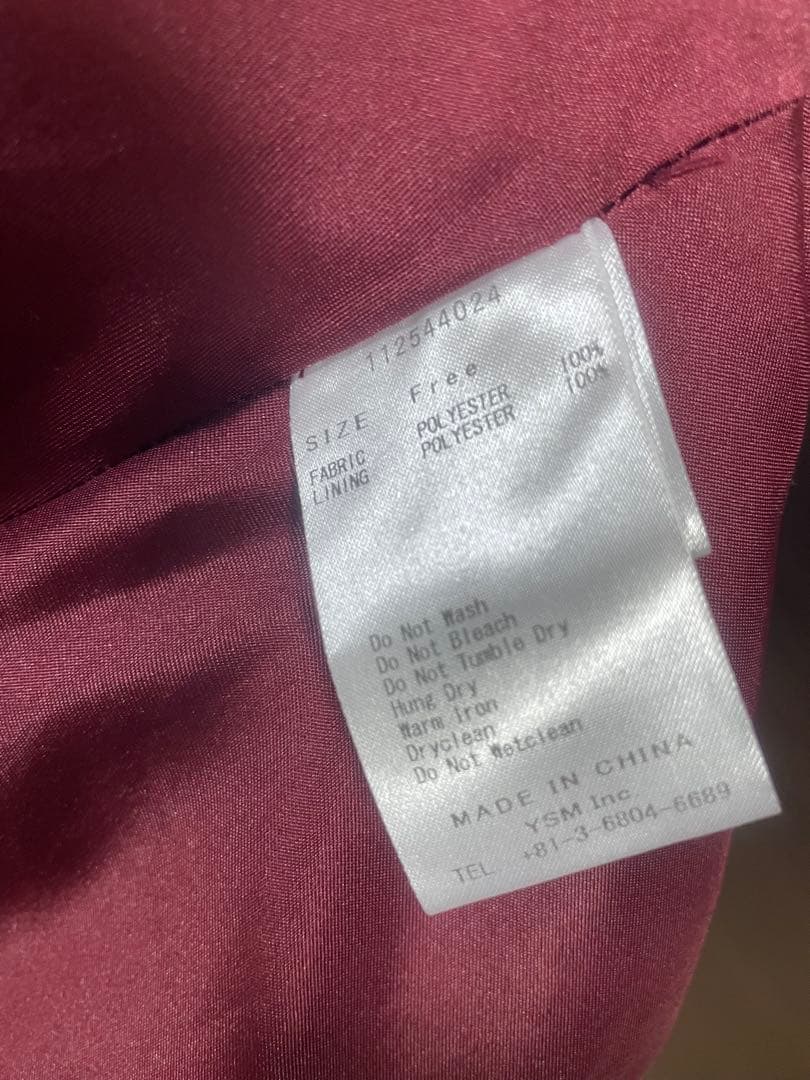 112544024
SIZE Free
FABRIC POLYESTER 100%
LINING POLYESTER 100%
Do Not Wash
Do Not Bleach
Do Not Tumble Dry
Hung Dry
Warm Iron
Dryclean
Do Not Wetclean
MADE IN CHINA
YSM Inc
TEL +81-3-6804-6689